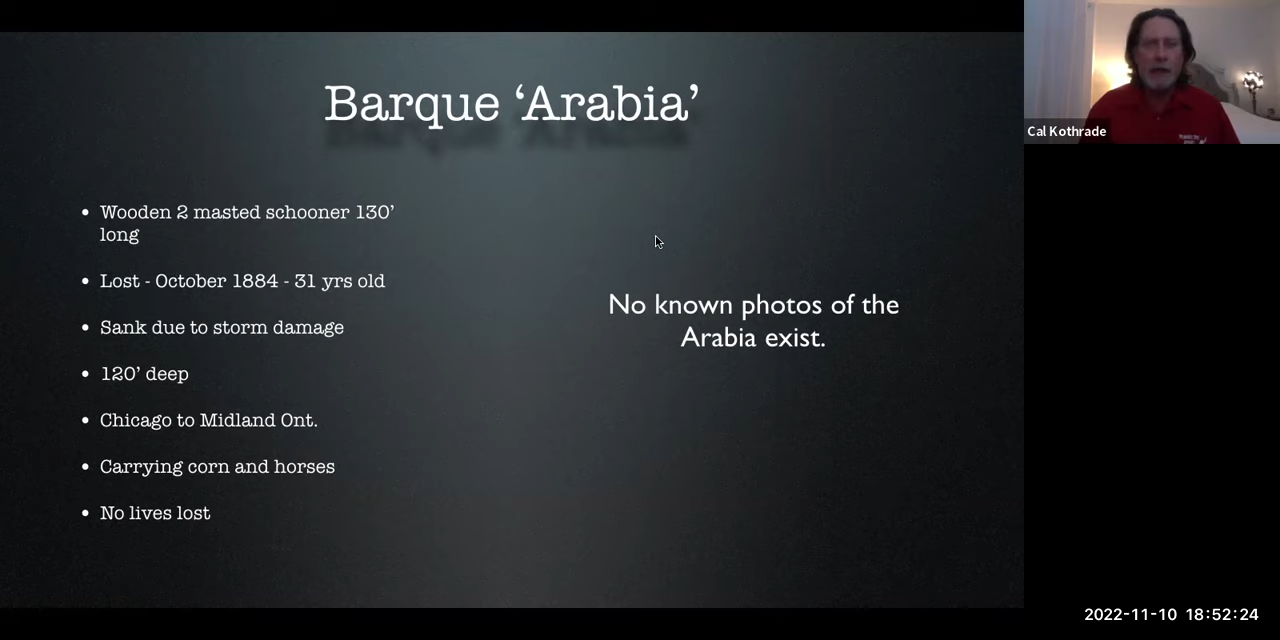 Barque ‘Arabia’
• Wooden 2 masted schooner 130’
long
• Lost - October 1884 - 31 yrs old
• Sank due to storm damage
• 120’ deep
• Chicago to Midland Ont.
• Carrying corn and horses
• No lives lost
No known photos of the
Arabia exist.
Cal Kothrade
2022-11-10 18:52:24